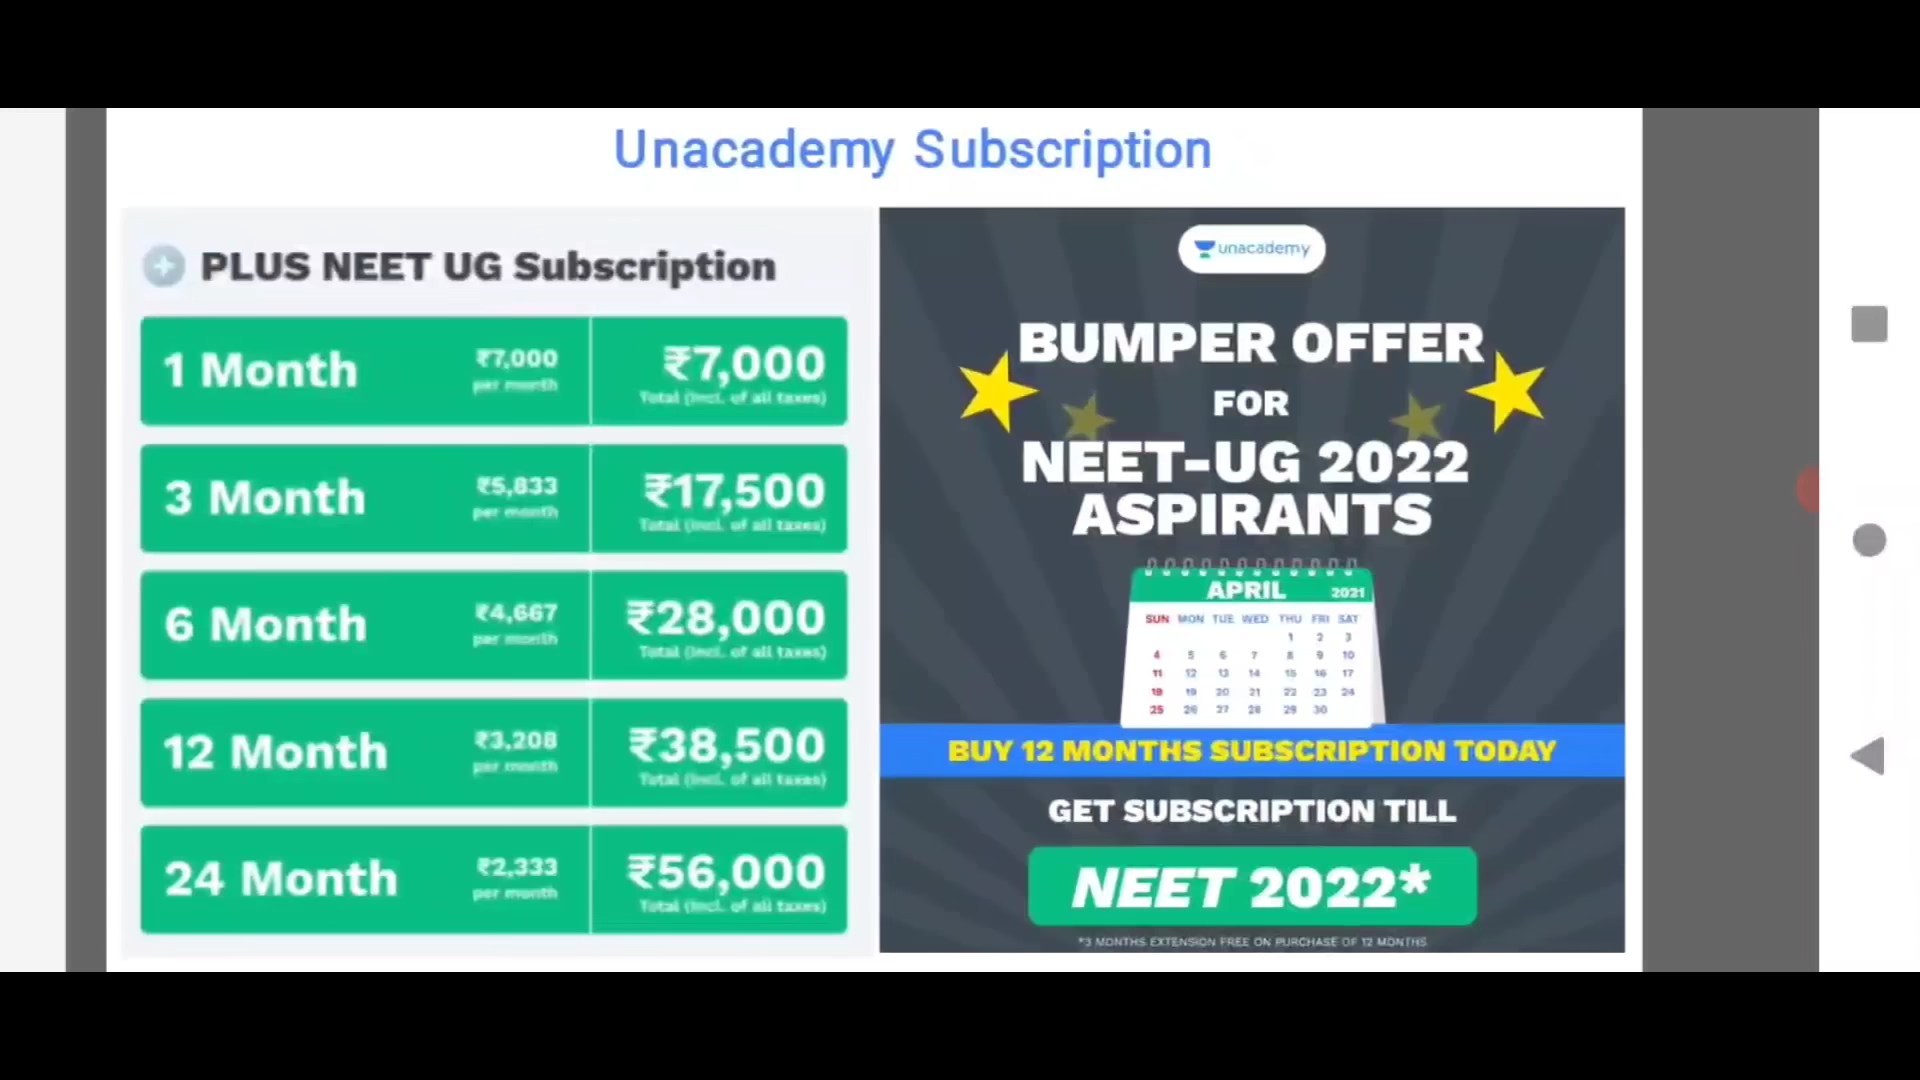 Unacademy Subscription
PLUS NEET UG Subscription
1 Month
₹7,000
per month
₹7,000
Total (incl. of all taxes)
3 Month
₹5,833
per month
₹17,500
Total (incl. of all taxes)
6 Month
₹4,667
per month
₹28,000
Total (incl. of all taxes)
12 Month
₹3,208
per month
₹38,500
Total (incl. of all taxes)
24 Month
₹2,333
per month
₹56,000
Total (incl. of all taxes)
unacademy
BUMPER OFFER
FOR
NEET-UG 2022
ASPIRANTS
APRIL 2021
SUN MON TUE WED THU FRI SAT
1 2 3
4 5 6 7 8 9 10
11 12 13 14 15 16 17
18 19 20 21 22 23 24
25 26 27 28 29 30
BUY 12 MONTHS SUBSCRIPTION TODAY
GET SUBSCRIPTION TILL
NEET 2022*
*3 MONTHS EXTENSION FREE ON PURCHASE OF 12 MONTHS